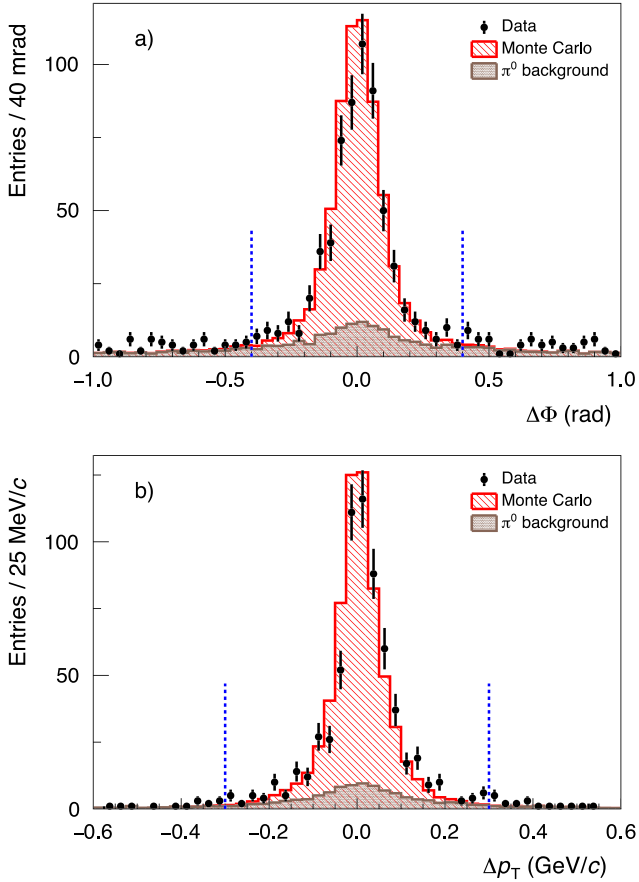 a)
Data
Monte Carlo
π⁰ background
Entries / 40 mrad
100
50
0
−1.0 −0.5 0.0 0.5 1.0
ΔΦ (rad)
b)
Data
Monte Carlo
π⁰ background
Entries / 25 MeV/c
100
50
0
−0.6 −0.4 −0.2 0.0 0.2 0.4 0.6
Δp_T (GeV/c)